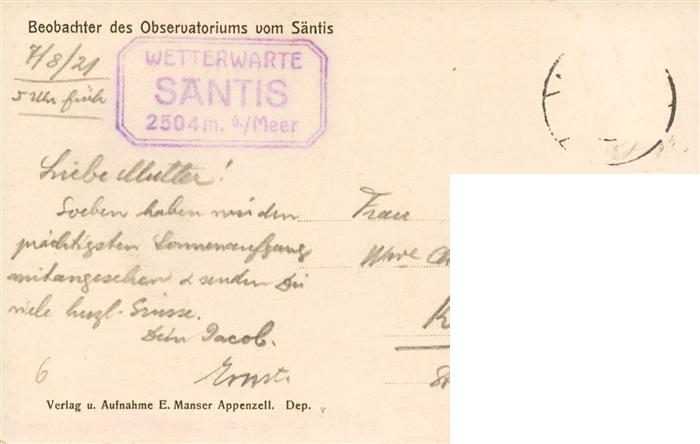 Beobachter des Observatoriums vom Säntis
7/8/21
5 Uhr früh
WETTERWARTE
SÄNTIS
2504 m. ü./Meer
Liebe Mutter!
Soeben haben wir den
prächtigsten Sonnenaufgang
mitangesehen & senden Dir
viele herzl. Grüsse.
Dein Jacob.
Ernst.
Frau
Wwe
6
Verlag u. Aufnahme E. Manser Appenzell. Dep.